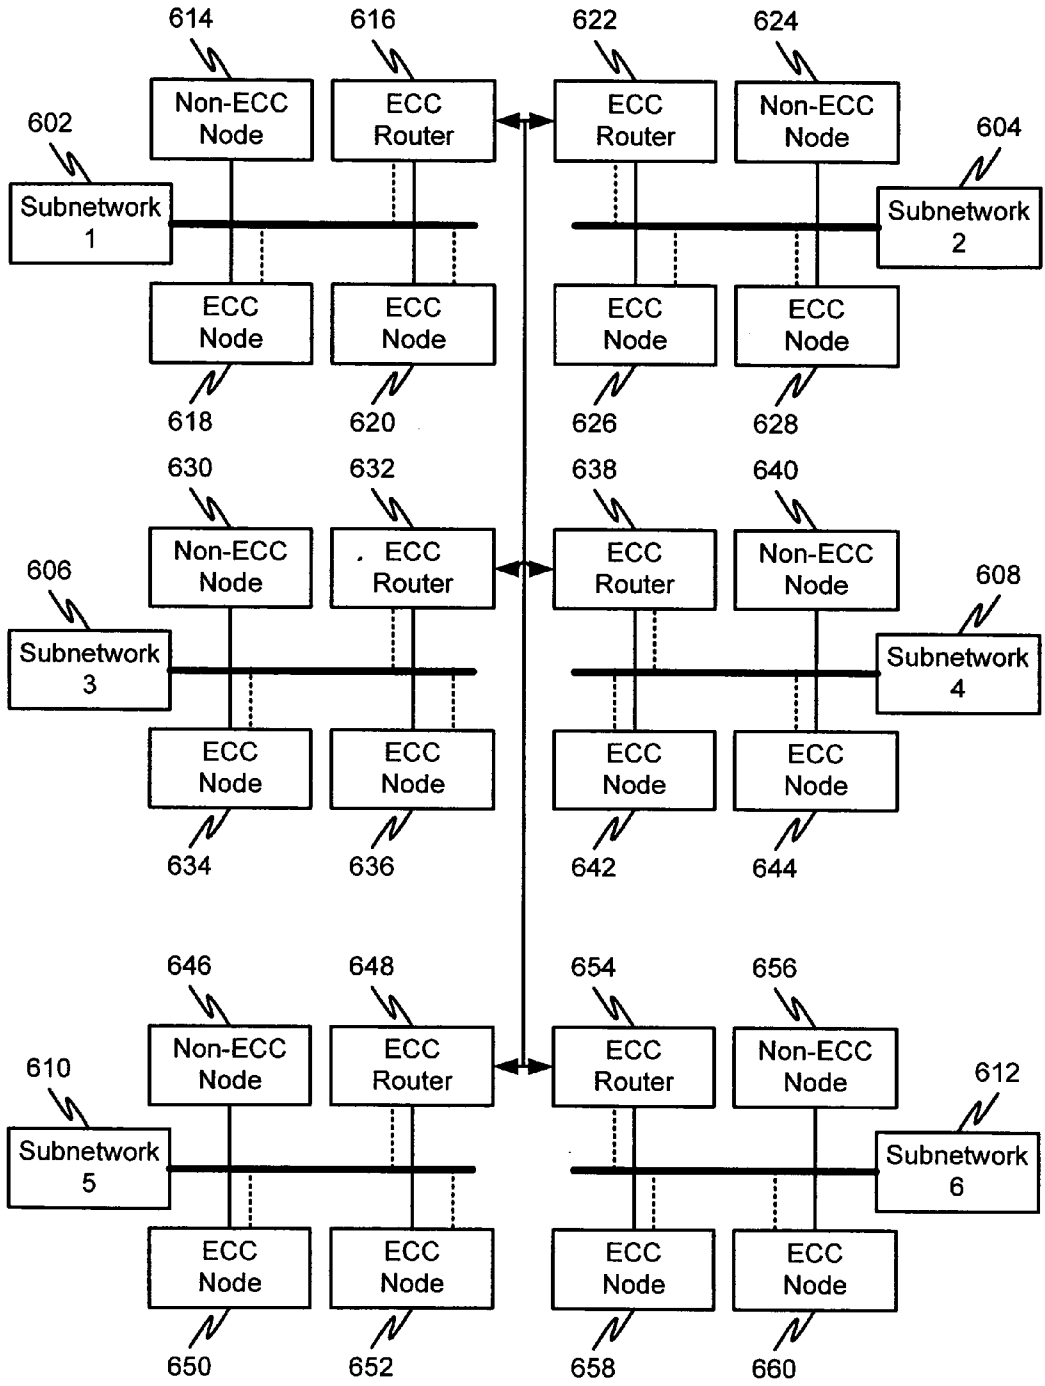 614
616
622
624
Non-ECC
Node
ECC
Router
ECC
Router
Non-ECC
Node
602
604
Subnetwork
1
Subnetwork
2
ECC
Node
ECC
Node
ECC
Node
ECC
Node
618
620
626
628
630
632
638
640
Non-ECC
Node
ECC
Router
ECC
Router
Non-ECC
Node
606
608
Subnetwork
3
Subnetwork
4
ECC
Node
ECC
Node
ECC
Node
ECC
Node
634
636
642
644
646
648
654
656
Non-ECC
Node
ECC
Router
ECC
Router
Non-ECC
Node
610
612
Subnetwork
5
Subnetwork
6
ECC
Node
ECC
Node
ECC
Node
ECC
Node
650
652
658
660